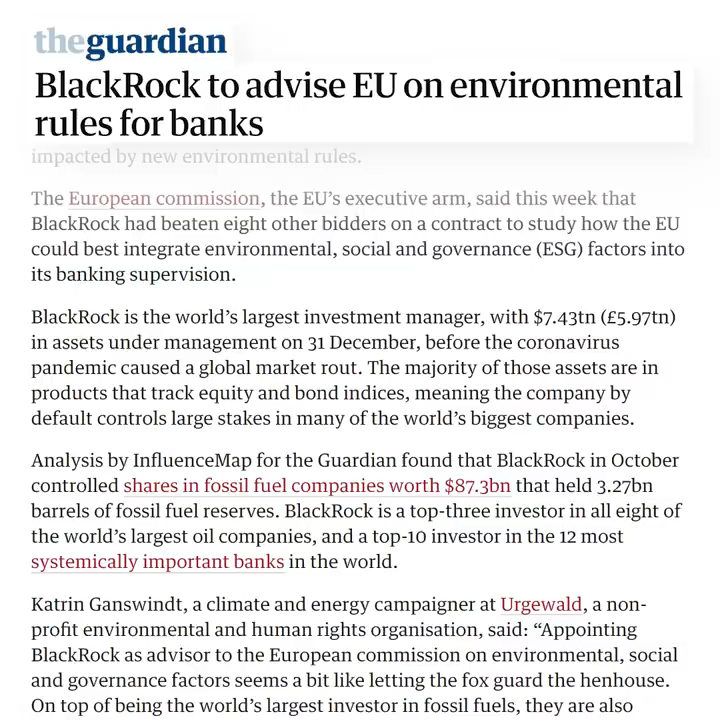 theguardian
BlackRock to advise EU on environmental
rules for banks
impacted by new environmental rules.
The European commission, the EU’s executive arm, said this week that
BlackRock had beaten eight other bidders on a contract to study how the EU
could best integrate environmental, social and governance (ESG) factors into
its banking supervision.
BlackRock is the world’s largest investment manager, with $7.43tn (£5.97tn)
in assets under management on 31 December, before the coronavirus
pandemic caused a global market rout. The majority of those assets are in
products that track equity and bond indices, meaning the company by
default controls large stakes in many of the world’s biggest companies.
Analysis by InfluenceMap for the Guardian found that BlackRock in October
controlled shares in fossil fuel companies worth $87.3bn that held 3.27bn
barrels of fossil fuel reserves. BlackRock is a top-three investor in all eight of
the world’s largest oil companies, and a top-10 investor in the 12 most
systemically important banks in the world.
Katrin Ganswindt, a climate and energy campaigner at Urgewald, a non-
profit environmental and human rights organisation, said: “Appointing
BlackRock as advisor to the European commission on environmental, social
and governance factors seems a bit like letting the fox guard the henhouse.
On top of being the world’s largest investor in fossil fuels, they are also